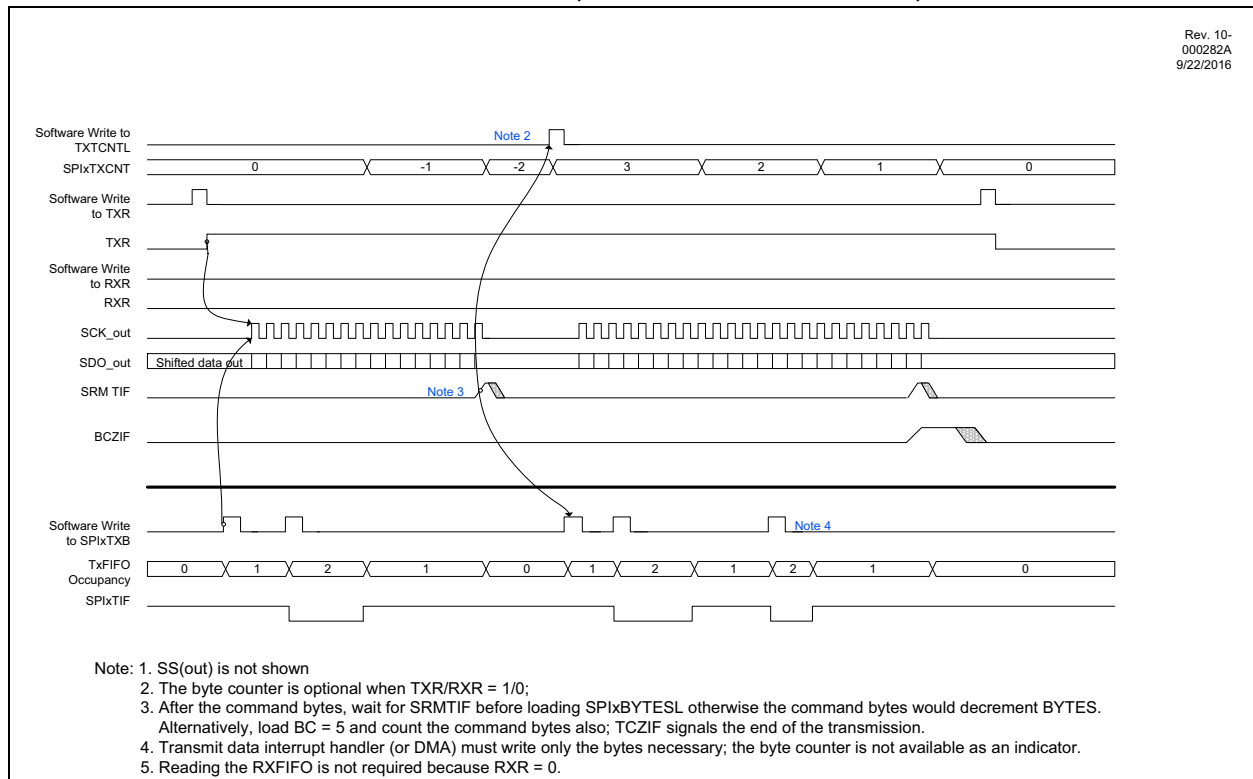 Rev. 10-
000282A
9/22/2016
Software Write to
TXTCNTL
Note 2
SPIxTXCNT
0 -1 -2 3 2 1 0
Software Write
to TXR
TXR
Software Write
to RXR
RXR
SCK_out
SDO_out
Shifted data out
SRM TIF
Note 3
BCZIF
Software Write
to SPIxTXB
Note 4
TxFIFO
Occupancy
0 1 2 1 0 1 2 1 2 1 0
SPIxTIF
Note: 1. SS(out) is not shown
2. The byte counter is optional when TXR/RXR = 1/0;
3. After the command bytes, wait for SRMTIF before loading SPIxBYTESL otherwise the command bytes would decrement BYTES.
Alternatively, load BC = 5 and count the command bytes also; TCZIF signals the end of the transmission.
4. Transmit data interrupt handler (or DMA) must write only the bytes necessary; the byte counter is not available as an indicator.
5. Reading the RXFIFO is not required because RXR = 0.